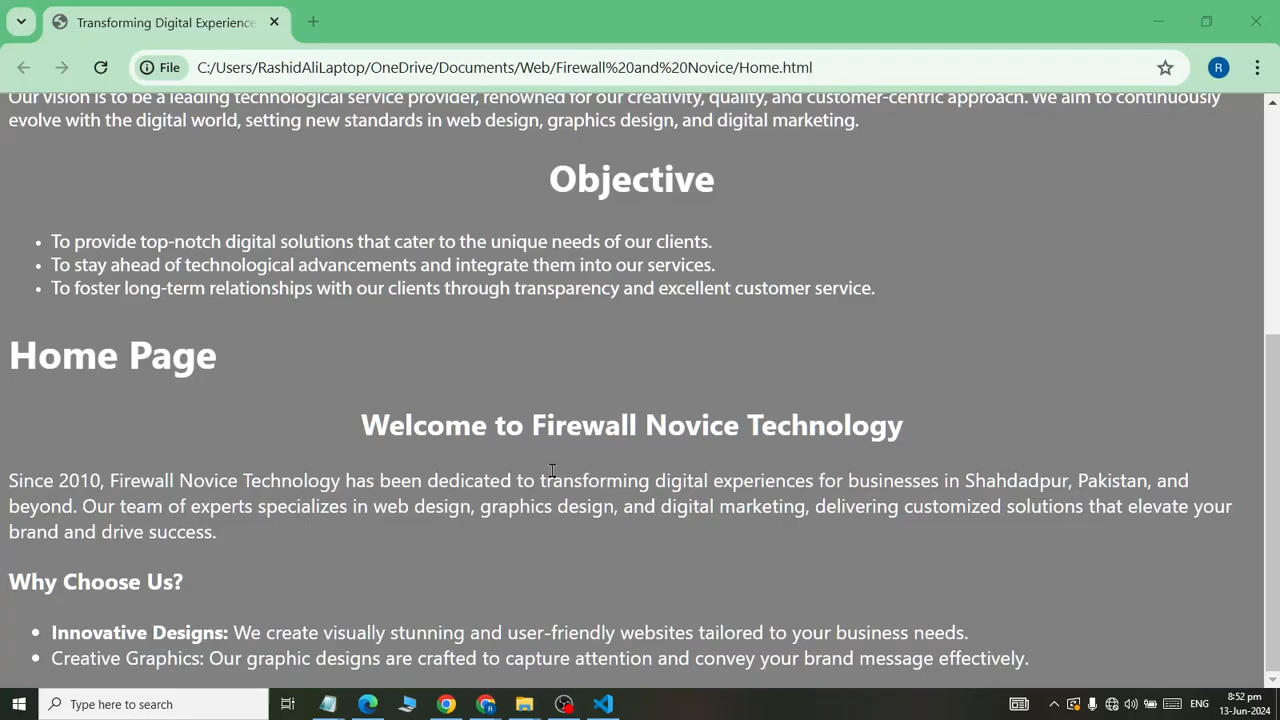 Transforming Digital Experience
File
C:/Users/RashidAliLaptop/OneDrive/Documents/Web/Firewall%20and%20Novice/Home.html
R
Our vision is to be a leading technological service provider, renowned for our creativity, quality, and customer-centric approach. We aim to continuously
evolve with the digital world, setting new standards in web design, graphics design, and digital marketing.
Objective
• To provide top-notch digital solutions that cater to the unique needs of our clients.
• To stay ahead of technological advancements and integrate them into our services.
• To foster long-term relationships with our clients through transparency and excellent customer service.
Home Page
Welcome to Firewall Novice Technology
Since 2010, Firewall Novice Technology has been dedicated to transforming digital experiences for businesses in Shahdadpur, Pakistan, and
beyond. Our team of experts specializes in web design, graphics design, and digital marketing, delivering customized solutions that elevate your
brand and drive success.
Why Choose Us?
• Innovative Designs: We create visually stunning and user-friendly websites tailored to your business needs.
• Creative Graphics: Our graphic designs are crafted to capture attention and convey your brand message effectively.
Type here to search
ENG
8:52 pm
13-Jun-2024